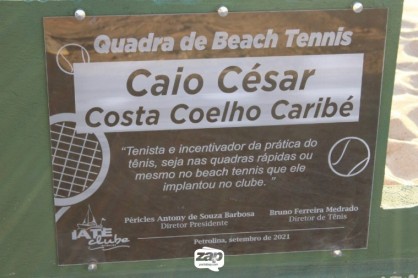 Quadra de Beach Tennis
Caio César
Costa Coelho Caribé
"Tenista e incentivador da prática do
tênis, seja nas quadras rápidas ou
mesmo no beach tennis que ele
implantou no clube. "
Péricles Antony de Souza Barbosa
Diretor Presidente
Bruno Ferreira Medrado
Diretor de Tênis
IATE
clube
Petrolina, setembro de 2021
zap